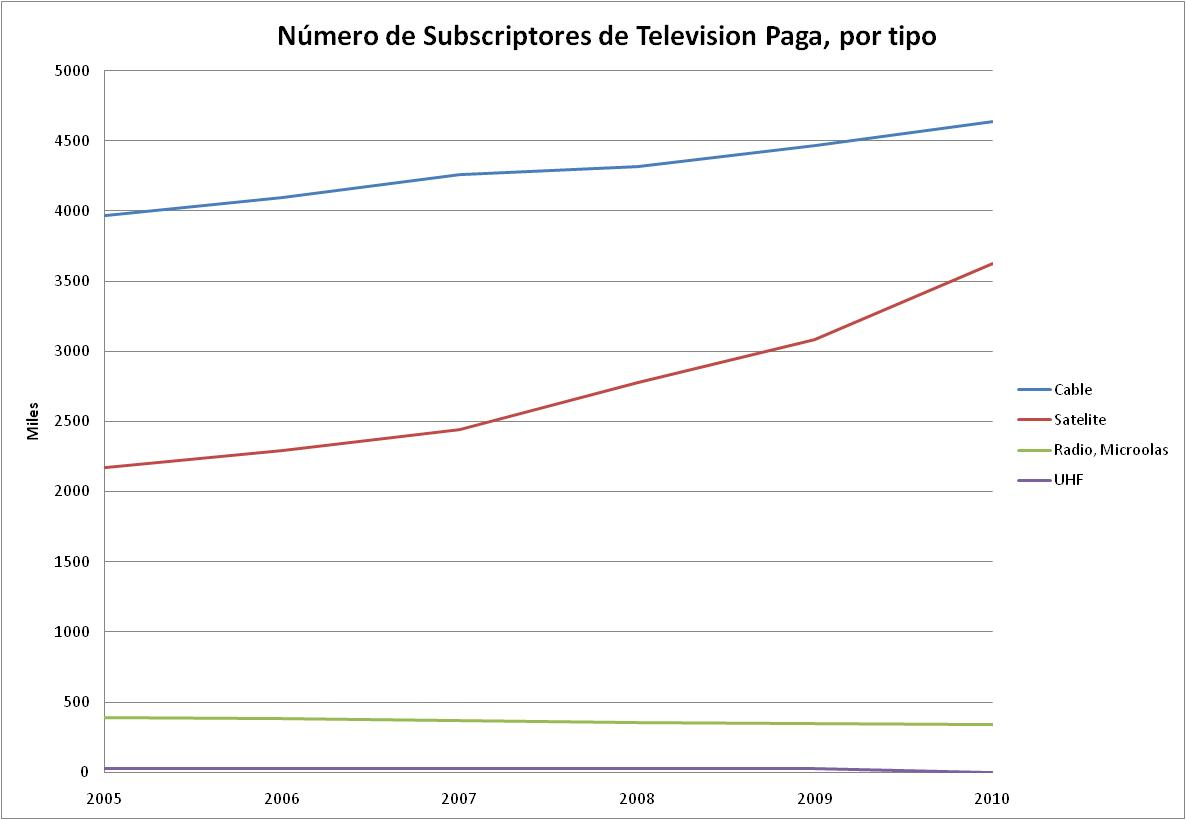 Número de Subscriptores de Television Paga, por tipo
5000
4500
4000
3500
3000
2500
2000
1500
1000
500
0
Miles
2005 2006 2007 2008 2009 2010
Cable
Satelite
Radio, Microolas
UHF